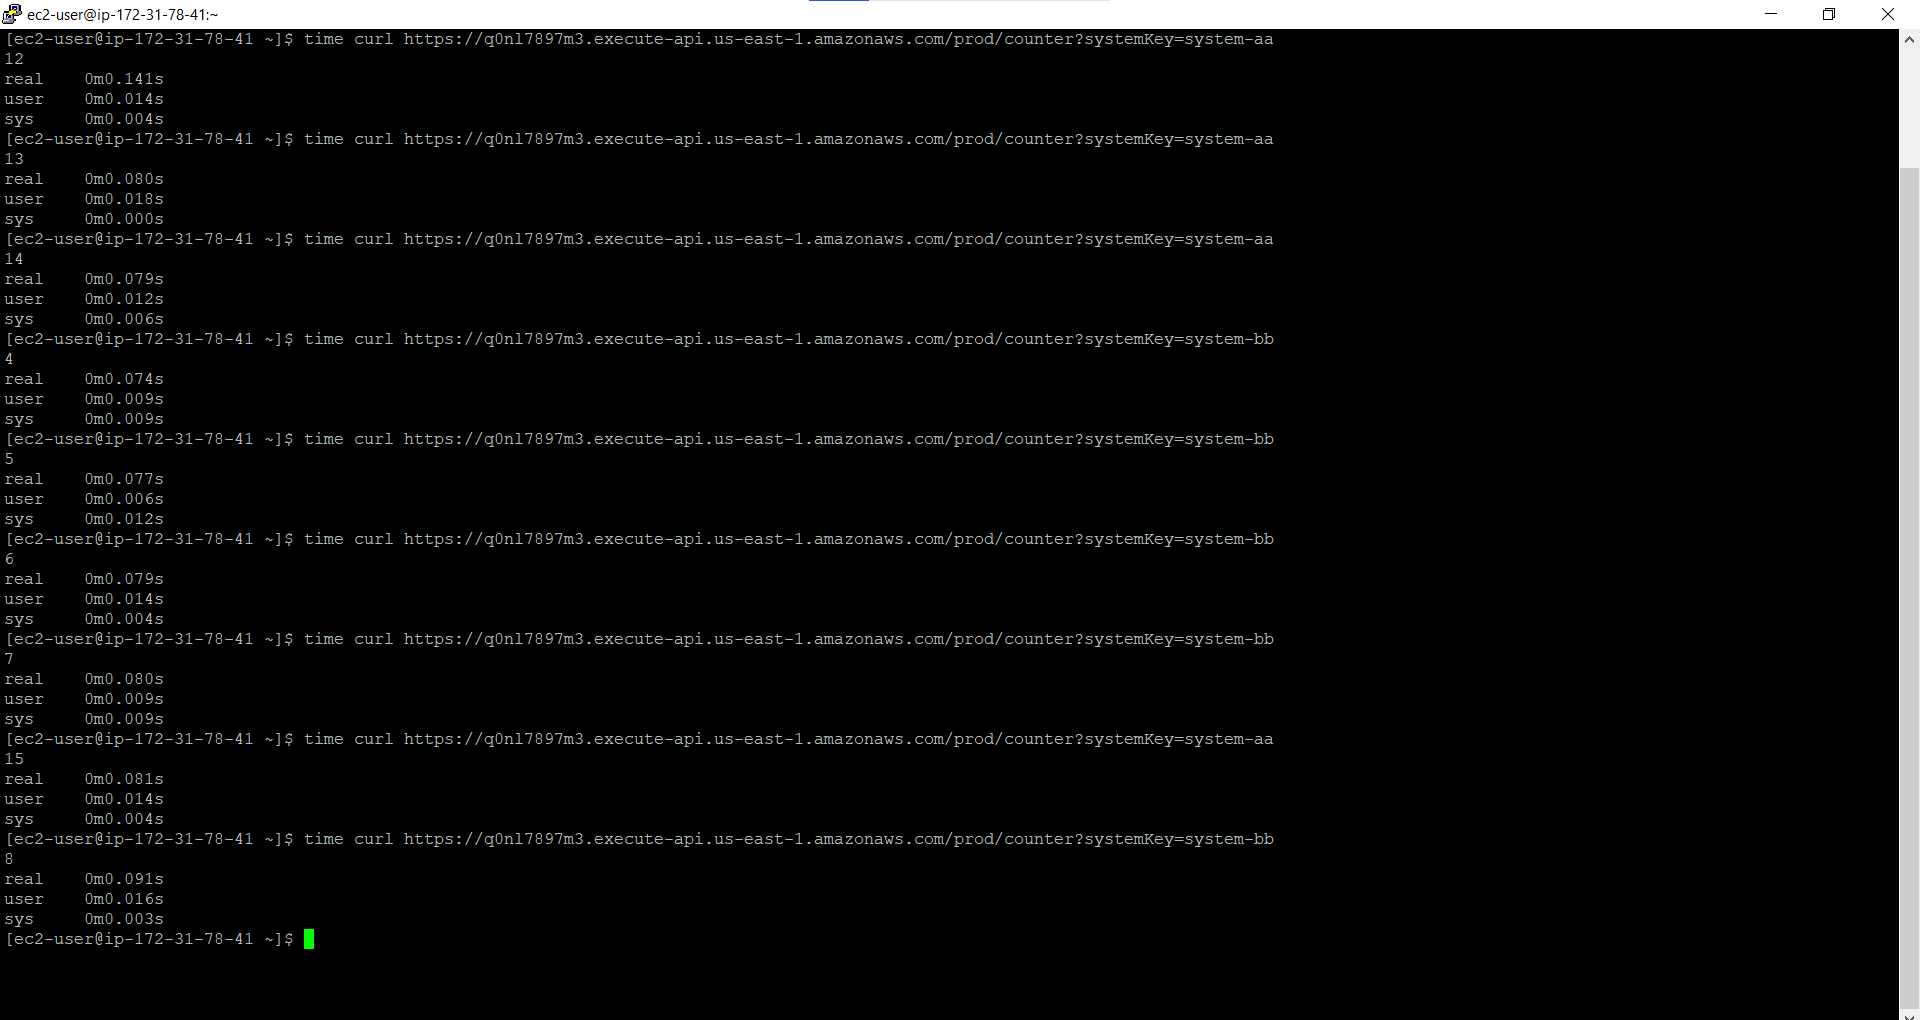 ec2-user@ip-172-31-78-41:~
[ec2-user@ip-172-31-78-41 ~]$ time curl https://q0nl7897m3.execute-api.us-east-1.amazonaws.com/prod/counter?systemKey=system-aa
12
real    0m0.141s
user    0m0.014s
sys     0m0.004s
[ec2-user@ip-172-31-78-41 ~]$ time curl https://q0nl7897m3.execute-api.us-east-1.amazonaws.com/prod/counter?systemKey=system-aa
13
real    0m0.080s
user    0m0.018s
sys     0m0.000s
[ec2-user@ip-172-31-78-41 ~]$ time curl https://q0nl7897m3.execute-api.us-east-1.amazonaws.com/prod/counter?systemKey=system-aa
14
real    0m0.079s
user    0m0.012s
sys     0m0.006s
[ec2-user@ip-172-31-78-41 ~]$ time curl https://q0nl7897m3.execute-api.us-east-1.amazonaws.com/prod/counter?systemKey=system-bb
4
real    0m0.074s
user    0m0.009s
sys     0m0.009s
[ec2-user@ip-172-31-78-41 ~]$ time curl https://q0nl7897m3.execute-api.us-east-1.amazonaws.com/prod/counter?systemKey=system-bb
5
real    0m0.077s
user    0m0.006s
sys     0m0.012s
[ec2-user@ip-172-31-78-41 ~]$ time curl https://q0nl7897m3.execute-api.us-east-1.amazonaws.com/prod/counter?systemKey=system-bb
6
real    0m0.079s
user    0m0.014s
sys     0m0.004s
[ec2-user@ip-172-31-78-41 ~]$ time curl https://q0nl7897m3.execute-api.us-east-1.amazonaws.com/prod/counter?systemKey=system-bb
7
real    0m0.080s
user    0m0.009s
sys     0m0.009s
[ec2-user@ip-172-31-78-41 ~]$ time curl https://q0nl7897m3.execute-api.us-east-1.amazonaws.com/prod/counter?systemKey=system-aa
15
real    0m0.081s
user    0m0.014s
sys     0m0.004s
[ec2-user@ip-172-31-78-41 ~]$ time curl https://q0nl7897m3.execute-api.us-east-1.amazonaws.com/prod/counter?systemKey=system-bb
8
real    0m0.091s
user    0m0.016s
sys     0m0.003s
[ec2-user@ip-172-31-78-41 ~]$